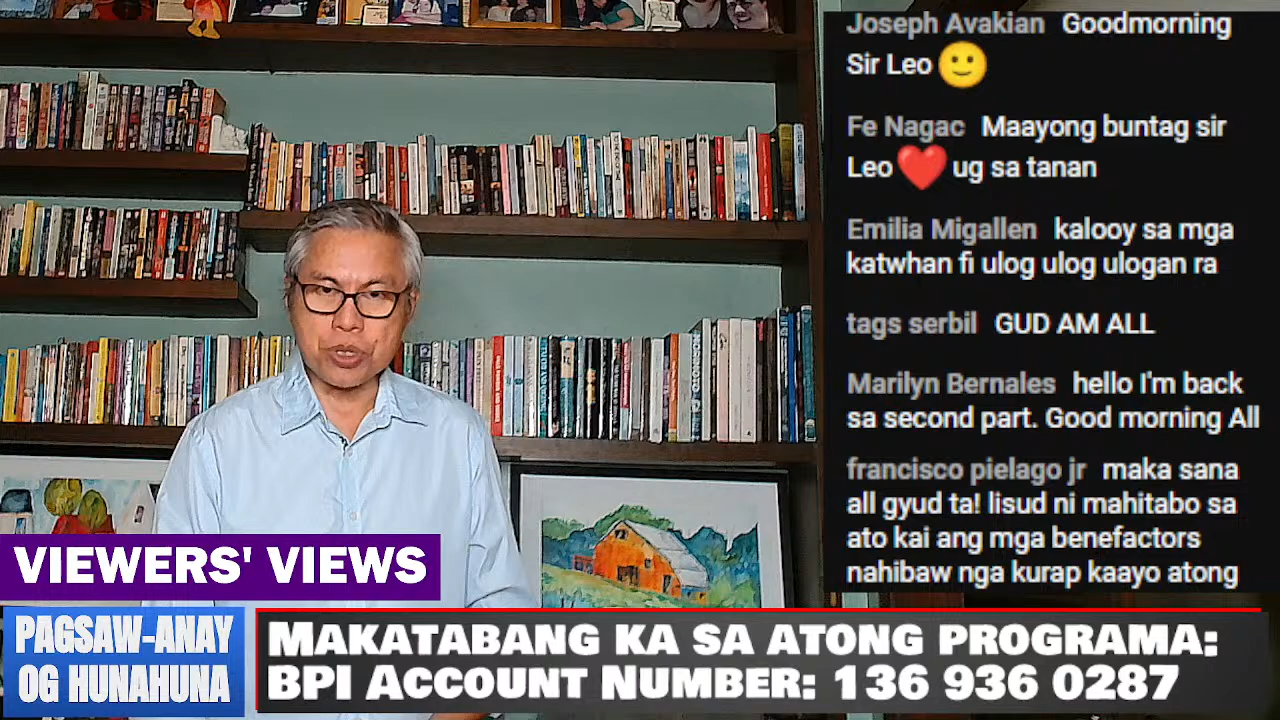 Joseph Avakian Goodmorning
Sir Leo
Fe Nagac Maayong buntag sir
Leo ug sa tanan
Emilia Migallen kalooy sa mga
katwhan fi ulog ulog ulogan ra
tags serbil GUD AM ALL
Marilyn Bernales hello I'm back
sa second part. Good morning All
francisco pielago jr maka sana
all gyud ta! lisud ni mahitabo sa
ato kai ang mga benefactors
nahibaw nga kurap kaayo atong
VIEWERS' VIEWS
PAGSAW-ANAY
OG HUNAHUNA
MAKATABANG KA SA ATONG PROGRAMA:
BPI ACCOUNT NUMBER: 136 936 0287